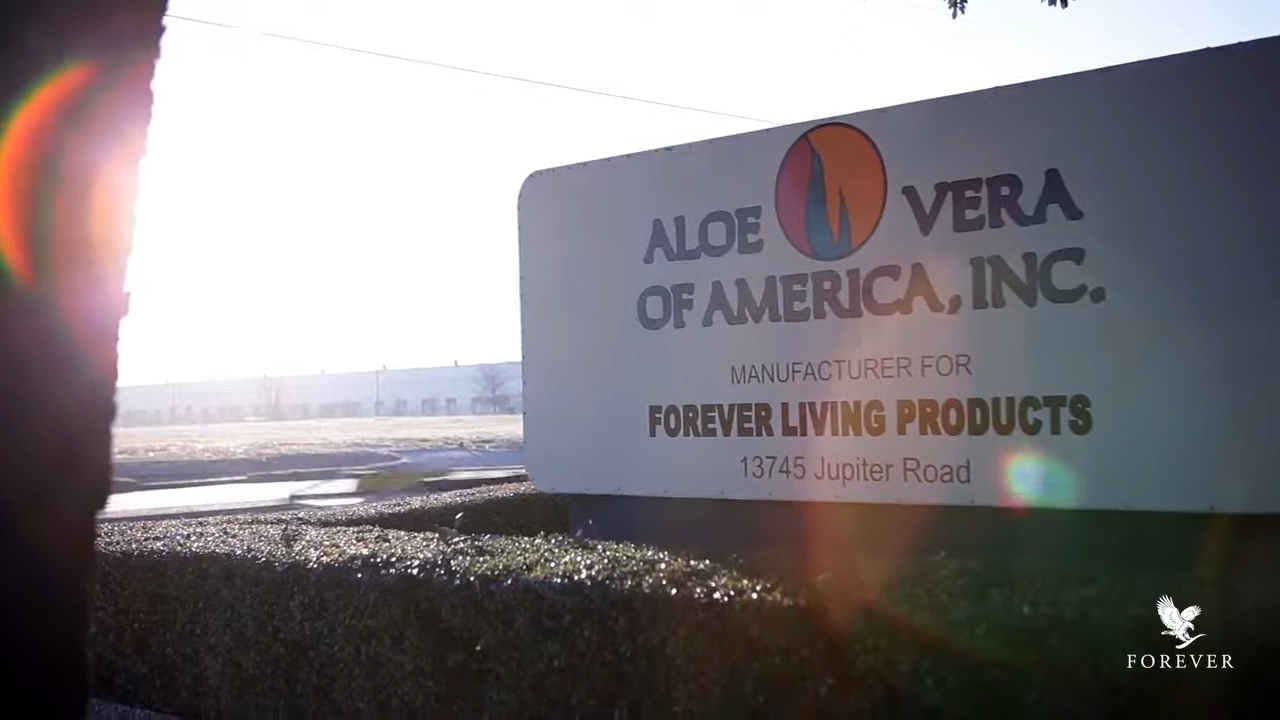 ALOE VERA
OF AMERICA, INC.
MANUFACTURER FOR
FOREVER LIVING PRODUCTS
13745 Jupiter Road
FOREVER